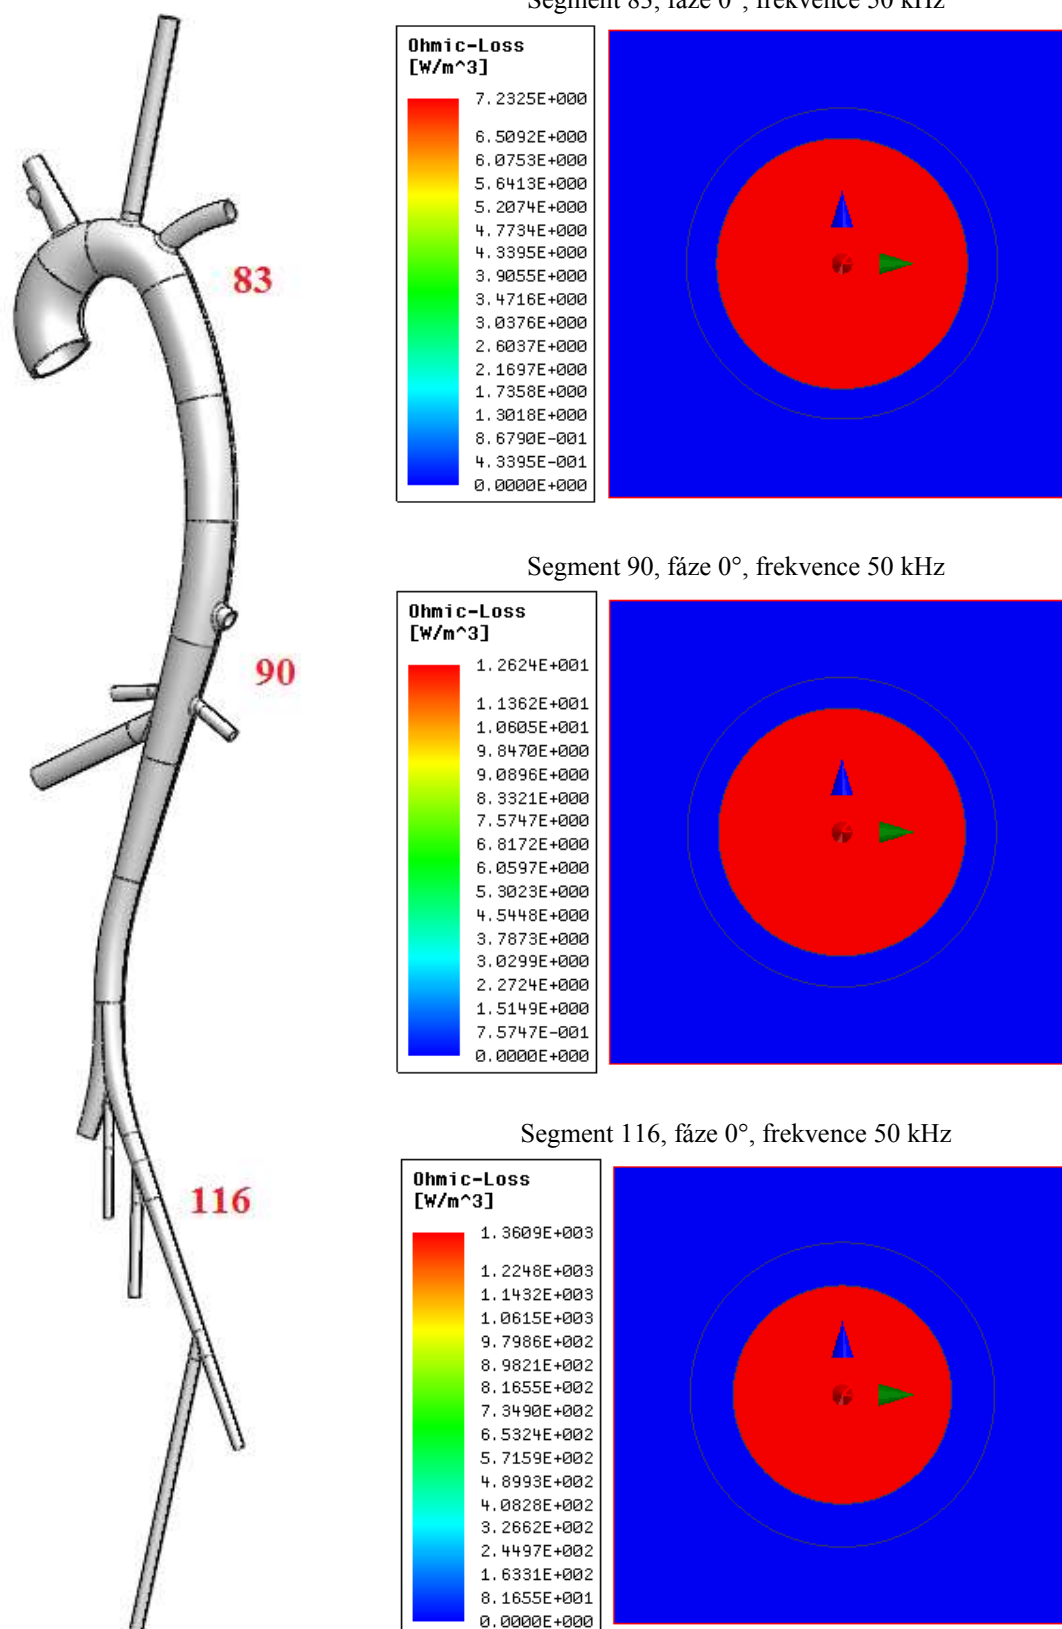 Segment 83, fáze 0°, frekvence 50 kHz
Ohmic-Loss
[W/m^3]
7.2325E+000
6.5092E+000
6.0753E+000
5.6413E+000
5.2074E+000
4.7734E+000
4.3395E+000
3.9055E+000
3.4716E+000
3.0376E+000
2.6037E+000
2.1697E+000
1.7358E+000
1.3018E+000
8.6790E-001
4.3395E-001
0.0000E+000
83
Segment 90, fáze 0°, frekvence 50 kHz
Ohmic-Loss
[W/m^3]
1.2624E+001
1.1362E+001
1.0605E+001
9.8470E+000
9.0896E+000
8.3321E+000
7.5747E+000
6.8172E+000
6.0597E+000
5.3023E+000
4.5448E+000
3.7873E+000
3.0299E+000
2.2724E+000
1.5149E+000
7.5747E-001
0.0000E+000
90
Segment 116, fáze 0°, frekvence 50 kHz
Ohmic-Loss
[W/m^3]
1.3609E+003
1.2248E+003
1.1432E+003
1.0615E+003
9.7986E+002
8.9821E+002
8.1655E+002
7.3490E+002
6.5324E+002
5.7159E+002
4.8993E+002
4.0828E+002
3.2662E+002
2.4497E+002
1.6331E+002
8.1655E+001
0.0000E+000
116